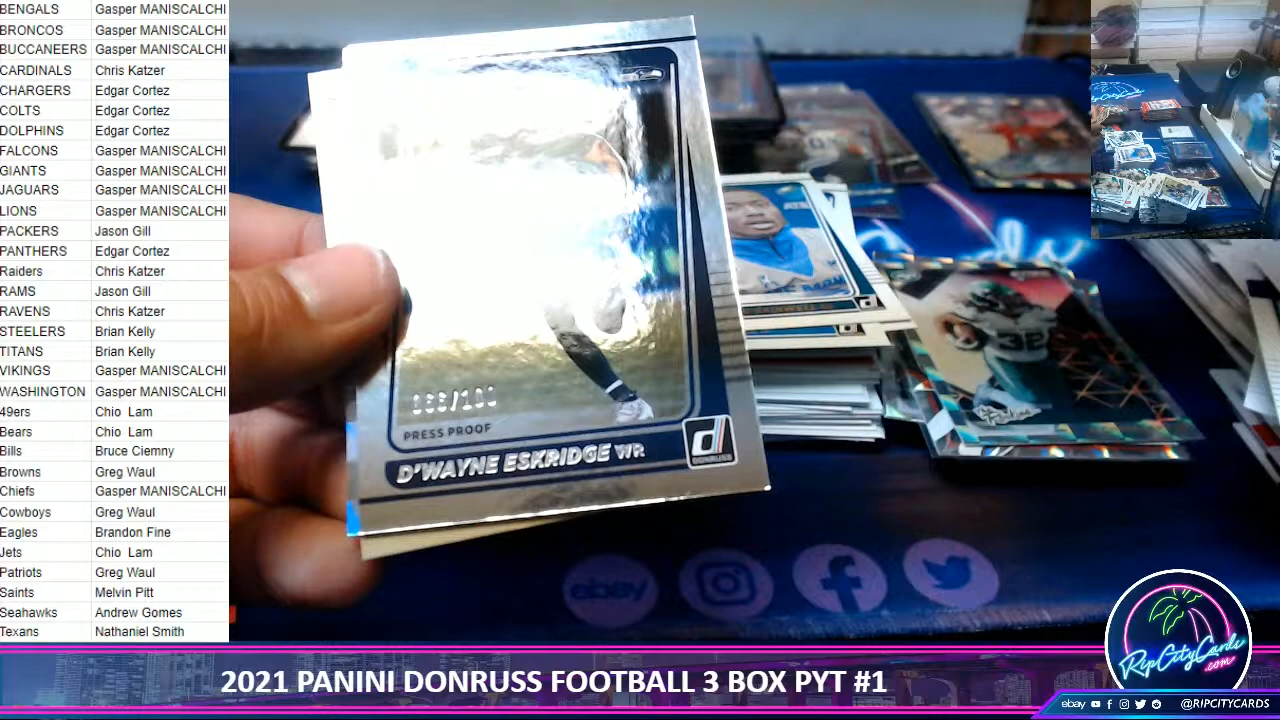 BENGALS Gasper MANISCALCHI
BRONCOS Gasper MANISCALCHI
BUCCANEERS Gasper MANISCALCHI
CARDINALS Chris Katzer
CHARGERS Edgar Cortez
COLTS Edgar Cortez
DOLPHINS Edgar Cortez
FALCONS Gasper MANISCALCHI
GIANTS Gasper MANISCALCHI
JAGUARS Gasper MANISCALCHI
LIONS Gasper MANISCALCHI
PACKERS Jason Gill
PANTHERS Edgar Cortez
Raiders Chris Katzer
RAMS Jason Gill
RAVENS Chris Katzer
STEELERS Brian Kelly
TITANS Brian Kelly
VIKINGS Gasper MANISCALCHI
WASHINGTON Gasper MANISCALCHI
49ers Chio Lam
Bears Chio Lam
Bills Bruce Ciemny
Browns Greg Waul
Chiefs Gasper MANISCALCHI
Cowboys Greg Waul
Eagles Brandon Fine
Jets Chio Lam
Patriots Greg Waul
Saints Melvin Pitt
Seahawks Andrew Gomes
Texans Nathaniel Smith
PRESS PROOF
D'WAYNE ESKRIDGE WR
DONRUSS
32
ebay
RipCityCards
.com
2021 PANINI DONRUSS FOOTBALL 3 BOX PYT #1
ebay @RIPCITYCARDS